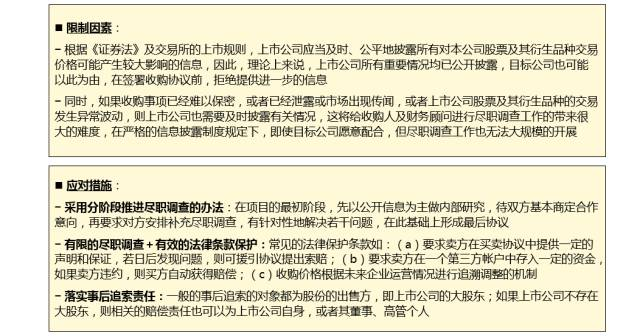 ■ 限制因素：
− 根据《证券法》及交易所的上市规则，上市公司应当及时、公平地披露所有对本公司股票及其衍生品种交易
价格可能产生较大影响的信息，因此，理论上来说，上市公司所有重要情况均已公开披露，目标公司也可能
以此为由，在签署收购协议前，拒绝提供进一步的信息
− 同时，如果收购事项已经难以保密，或者已经泄露或市场出现传闻，或者上市公司股票及其衍生品种的交易
发生异常波动，则上市公司也需要及时披露有关情况，这将给收购人及财务顾问进行尽职调查工作的带来很
大的难度，在严格的信息披露制度规定下，即使目标公司愿意配合，但尽职调查工作也无法大规模的开展
■ 应对措施：
− 采用分阶段推进尽职调查的办法：在项目的最初阶段，先以公开信息为主做内部研究，待双方基本商定合作
意向，再要求对方安排补充尽职调查，有针对性地解决若干问题，在此基础上形成最后协议
− 有限的尽职调查＋有效的法律条款保护：常见的法律保护条款如：（a）要求卖方在买卖协议中提供一定的
声明和保证，若日后发现问题，则可援引协议提出索赔；（b）要求卖方在一个第三方帐户中存入一定的资金，
如果卖方违约，则买方自动获得赔偿；（c）收购价格根据未来企业运营情况进行追溯调整的机制
− 落实事后追索责任：一般的事后追索的对象都为股份的出售方，即上市公司的大股东；如果上市公司不存在
大股东，则相关的赔偿责任也可以为上市公司自身，或者其董事、高管个人